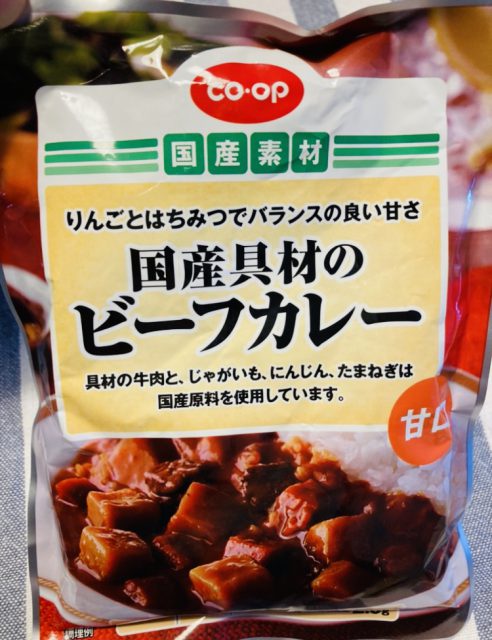 CO·OP
国産素材
りんごとはちみつでバランスの良い甘さ
国産具材の
ビーフカレー
具材の牛肉と、じゃがいも、にんじん、たまねぎは
国産原料を使用しています。
甘口
調理例